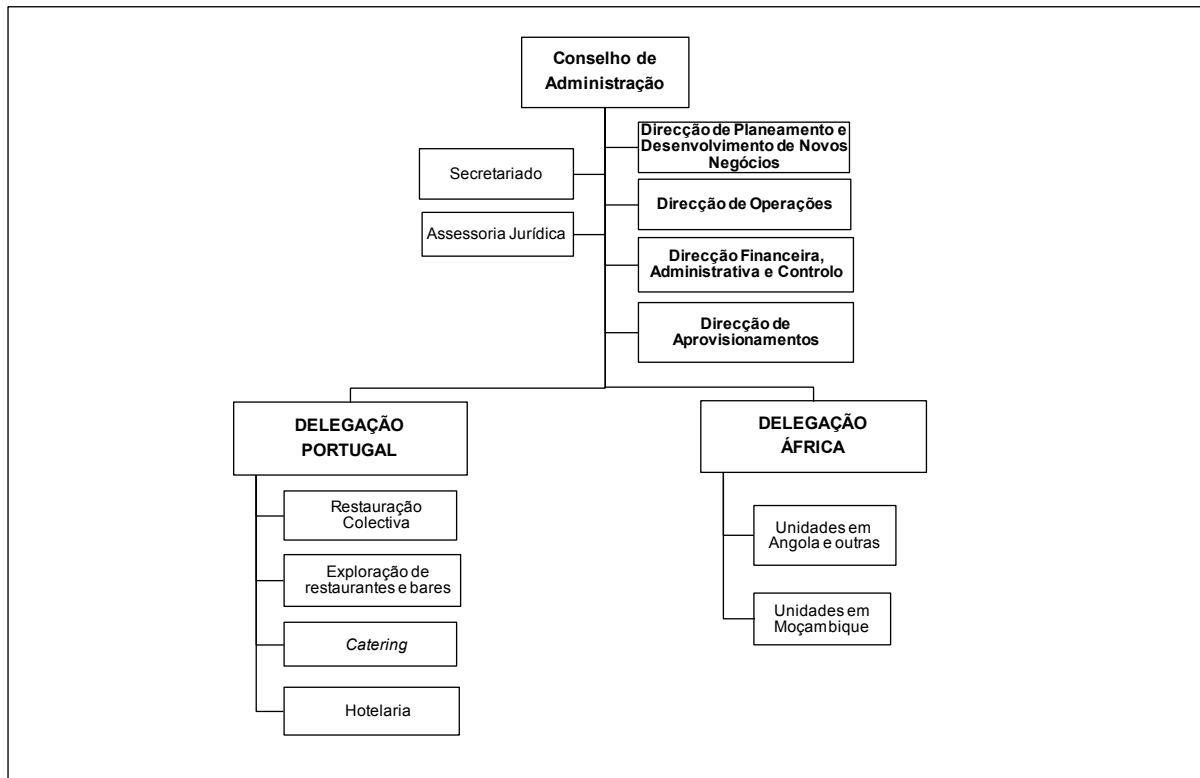 Conselho de
Administração
Direcção de Planeamento e
Desenvolvimento de Novos
Negócios
Secretariado
Direcção de Operações
Assessoria Jurídica
Direcção Financeira,
Administrativa e Controlo
Direcção de
Aprovisionamentos
DELEGAÇÃO
PORTUGAL
Restauração
Colectiva
Exploração de
restaurantes e bares
Catering
Hotelaria
DELEGAÇÃO
ÁFRICA
Unidades em
Angola e outras
Unidades em
Moçambique